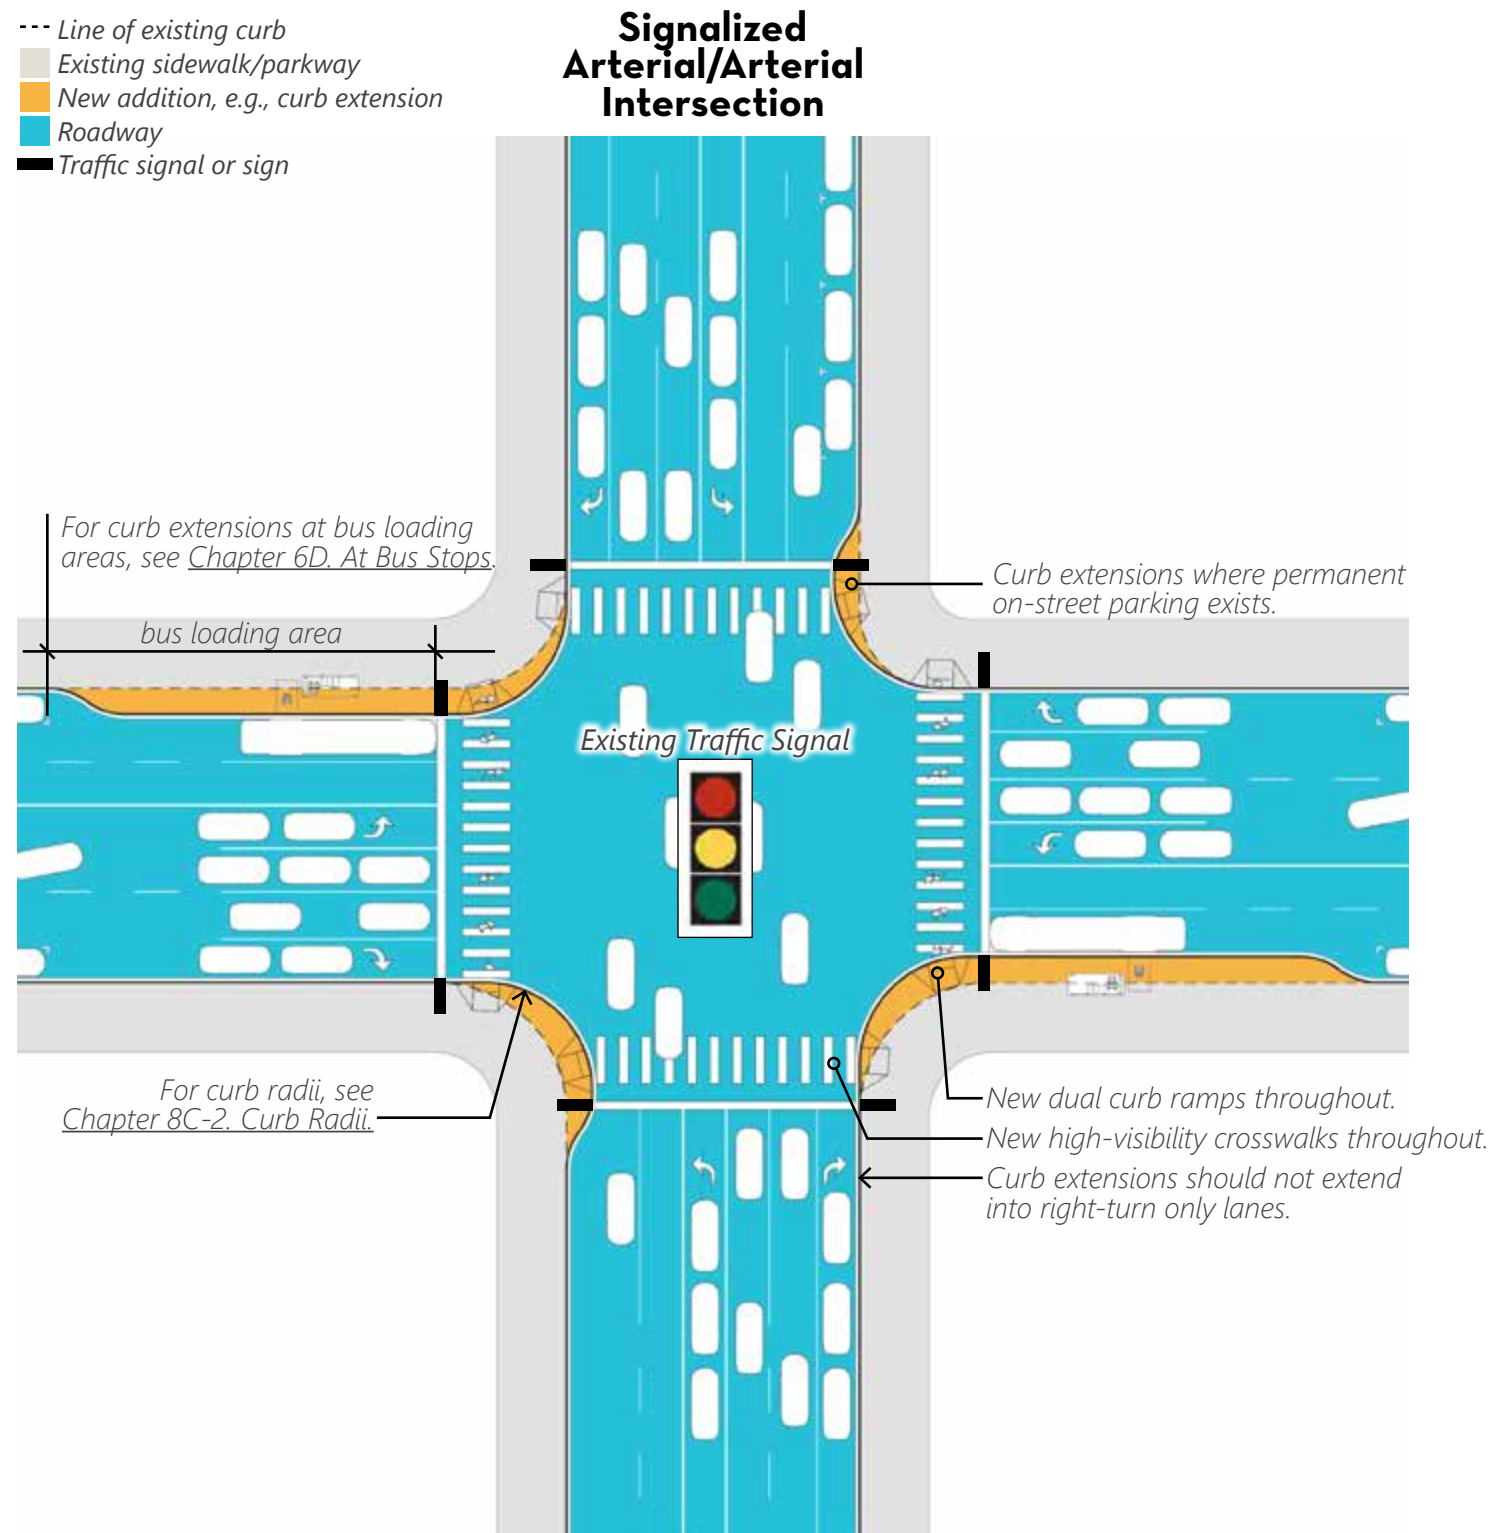 Line of existing curb
Existing sidewalk/parkway
New addition, e.g., curb extension
Roadway
Traffic signal or sign
Signalized
Arterial/Arterial
Intersection
For curb extensions at bus loading
areas, see Chapter 6D. At Bus Stops.
bus loading area
Curb extensions where permanent
on-street parking exists.
Existing Traffic Signal
For curb radii, see
Chapter 8C-2. Curb Radii.
New dual curb ramps throughout.
New high-visibility crosswalks throughout.
Curb extensions should not extend
into right-turn only lanes.